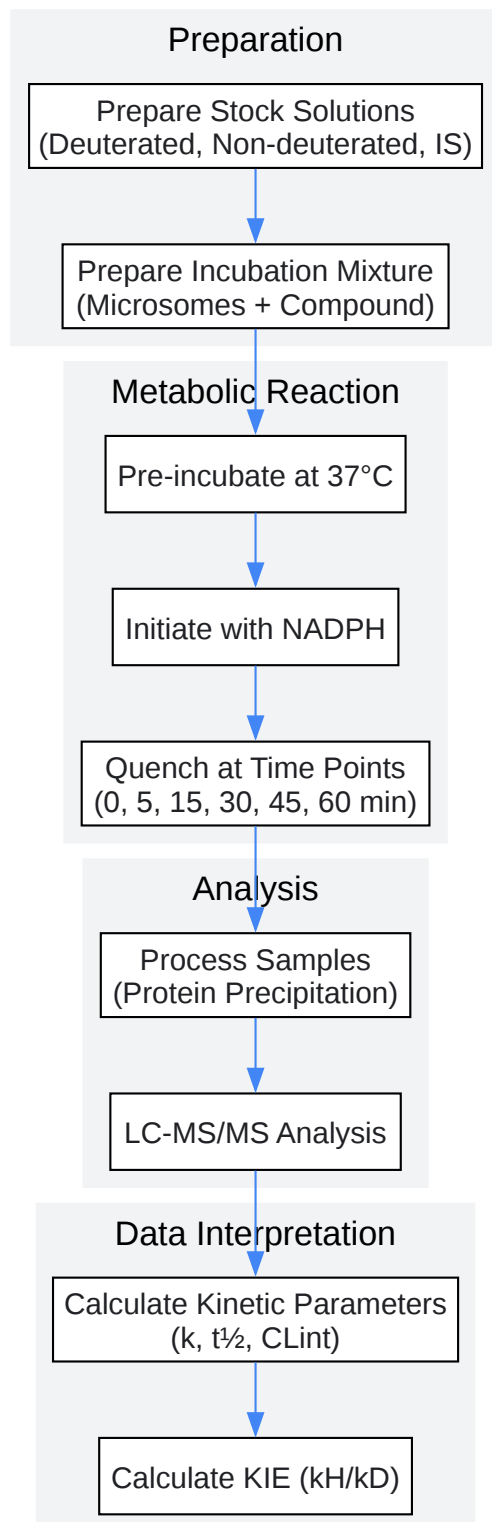 Preparation
Prepare Stock Solutions
(Deuterated, Non-deuterated, IS)
Prepare Incubation Mixture
(Microsomes + Compound)
Metabolic Reaction
Pre-incubate at 37°C
Initiate with NADPH
Quench at Time Points
(0, 5, 15, 30, 45, 60 min)
Analysis
Process Samples
(Protein Precipitation)
LC-MS/MS Analysis
Data Interpretation
Calculate Kinetic Parameters
(k, t½, CLint)
Calculate KIE (kH/kD)